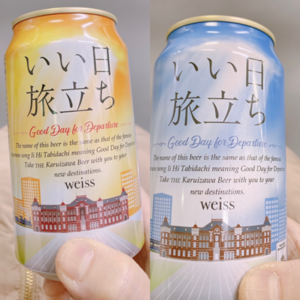 いい日
旅立ち
Good Day for Departure
The name of this beer is the same as that of the famous
song Ii Hi Tabidachi meaning Good Day for Departure.
Take THE Karuizawa Beer with you to your
new destinations.
weiss
いい日
旅立ち
Good Day for Departure
The name of this beer is the same as that of the famous
song Ii Hi Tabidachi meaning Good Day for
Take THE Karuizawa Beer with you to your
new destinations.
weiss